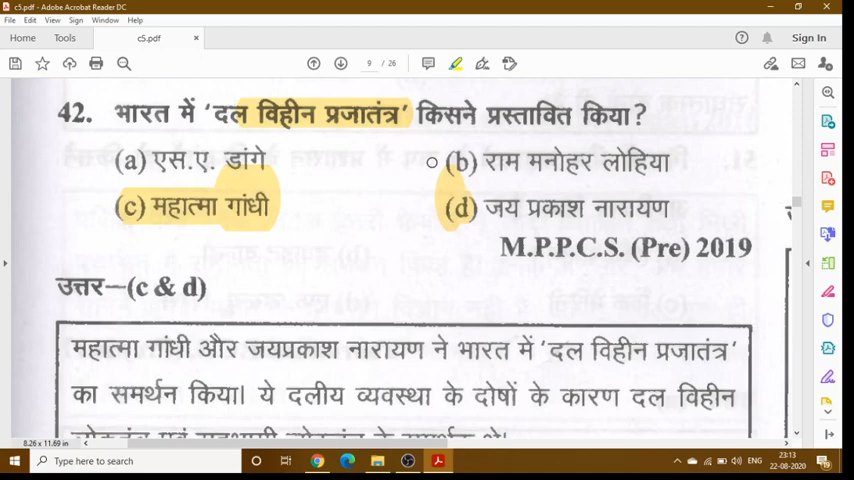 c5.pdf - Adobe Acrobat Reader DC
File Edit View Sign Window Help
Home Tools c5.pdf × Sign In
9 / 26
42. भारत में ‘दल विहीन प्रजातंत्र’ किसने प्रस्तावित किया?
(a) एस.ए. डांगे (b) राम मनोहर लोहिया
(c) महात्मा गांधी (d) जय प्रकाश नारायण
M.P.P.C.S. (Pre) 2019
उत्तर–(c & d)
महात्मा गांधी और जयप्रकाश नारायण ने भारत में ‘दल विहीन प्रजातंत्र’
का समर्थन किया। ये दलीय व्यवस्था के दोषों के कारण दल विहीन
8.26 x 11.69 in
Type here to search
23:13
22-08-2020